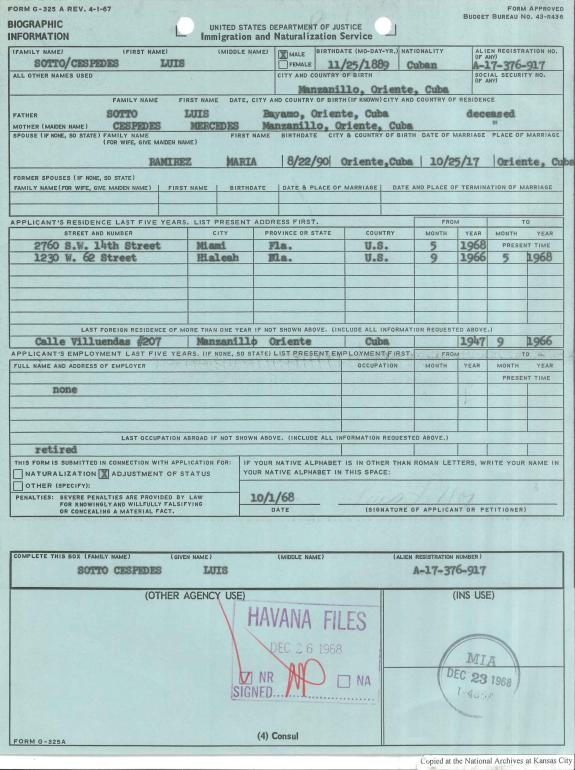 FORM G-325 A REV. 4-1-67
FORM APPROVED
BUDGET BUREAU NO. 43-R436
BIOGRAPHIC
INFORMATION
UNITED STATES DEPARTMENT OF JUSTICE
Immigration and Naturalization Service
(FAMILY NAME) (FIRST NAME) (MIDDLE NAME) X MALE FEMALE BIRTHDATE (MO-DAY-YR.) NATIONALITY ALIEN REGISTRATION NO. (IF ANY)
SOTTO/CESPEDES LUIS 11/25/1889 Cuban A-17-376-917
ALL OTHER NAMES USED CITY AND COUNTRY OF BIRTH SOCIAL SECURITY NO. (IF ANY)
Manzanillo, Oriente, Cuba
FAMILY NAME FIRST NAME DATE, CITY AND COUNTRY OF BIRTH (IF KNOWN) CITY AND COUNTRY OF RESIDENCE
FATHER SOTTO LUIS Bayamo, Oriente, Cuba deceased
MOTHER (MAIDEN NAME) CESPEDES MERCEDES Manzanillo, Oriente, Cuba "
SPOUSE (IF NONE, SO STATE) FAMILY NAME FIRST NAME BIRTHDATE CITY & COUNTRY OF BIRTH DATE OF MARRIAGE PLACE OF MARRIAGE
(FOR WIFE, GIVE MAIDEN NAME)
RAMIREZ MARIA 8/22/90 Oriente,Cuba 10/25/17 Oriente, Cuba
FORMER SPOUSES (IF NONE, SO STATE)
FAMILY NAME (FOR WIFE, GIVE MAIDEN NAME) FIRST NAME BIRTHDATE DATE & PLACE OF MARRIAGE DATE AND PLACE OF TERMINATION OF MARRIAGE
APPLICANT'S RESIDENCE LAST FIVE YEARS. LIST PRESENT ADDRESS FIRST. FROM TO
STREET AND NUMBER CITY PROVINCE OR STATE COUNTRY MONTH YEAR MONTH YEAR
2760 S.W. 14th Street Miami Fla. U.S. 5 1968 PRESENT TIME
1230 W. 62 Street Hialeah Fla. U.S. 9 1966 5 1968
LAST FOREIGN RESIDENCE OF MORE THAN ONE YEAR IF NOT SHOWN ABOVE. (INCLUDE ALL INFORMATION REQUESTED ABOVE.)
Calle Villuendas #207 Manzanillo Oriente Cuba 1947 9 1966
APPLICANT'S EMPLOYMENT LAST FIVE YEARS. (IF NONE, SO STATE) LIST PRESENT EMPLOYMENT FIRST. FROM TO
FULL NAME AND ADDRESS OF EMPLOYER OCCUPATION MONTH YEAR MONTH YEAR
PRESENT TIME
none
LAST OCCUPATION ABROAD IF NOT SHOWN ABOVE. (INCLUDE ALL INFORMATION REQUESTED ABOVE.)
retired
THIS FORM IS SUBMITTED IN CONNECTION WITH APPLICATION FOR:
NATURALIZATION X ADJUSTMENT OF STATUS
OTHER (SPECIFY):
IF YOUR NATIVE ALPHABET IS IN OTHER THAN ROMAN LETTERS, WRITE YOUR NAME IN
YOUR NATIVE ALPHABET IN THIS SPACE:
PENALTIES: SEVERE PENALTIES ARE PROVIDED BY LAW
FOR KNOWINGLY AND WILLFULLY FALSIFYING
OR CONCEALING A MATERIAL FACT.
10/1/68
DATE (SIGNATURE OF APPLICANT OR PETITIONER)
COMPLETE THIS BOX (FAMILY NAME) (GIVEN NAME) (MIDDLE NAME) (ALIEN REGISTRATION NUMBER)
SOTTO CESPEDES LUIS A-17-376-917
(OTHER AGENCY USE) (INS USE)
HAVANA FILES
DEC 26 1968
NR NA
SIGNED
MIA
DEC 23 1968
(4) Consul
FORM G-325A
Copied at the National Archives at Kansas City